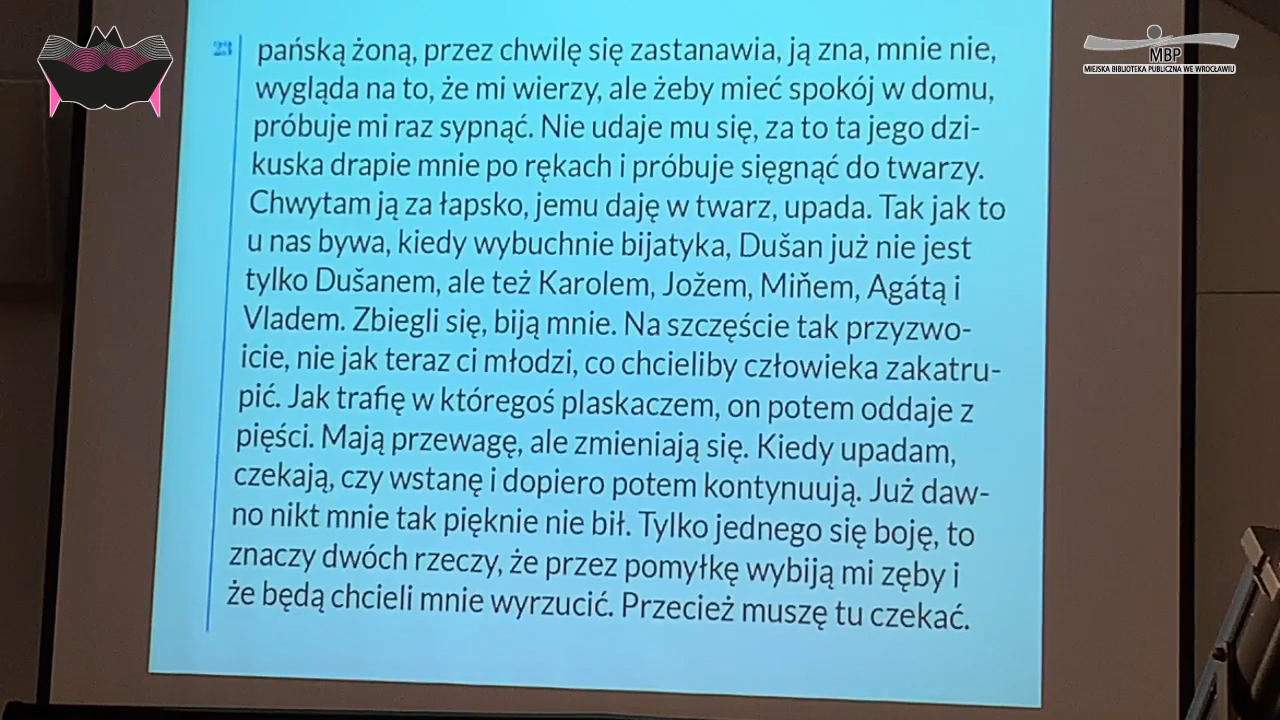 23
pańską żoną, przez chwilę się zastanawia, ją zna, mnie nie,
wygląda na to, że mi wierzy, ale żeby mieć spokój w domu,
próbuje mi raz sypnąć. Nie udaje mu się, za to ta jego dzi-
kuska drapie mnie po rękach i próbuje sięgnąć do twarzy.
Chwytam ją za łapsko, jemu daję w twarz, upada. Tak jak to
u nas bywa, kiedy wybuchnie bijatyka, Dušan już nie jest
tylko Dušanem, ale też Karolem, Jožem, Miňem, Agátą i
Vladem. Zbiegli się, biją mnie. Na szczęście tak przyzwo-
icie, nie jak teraz ci młodzi, co chcieliby człowieka zakatru-
pić. Jak trafię w któregoś plaskaczem, on potem oddaje z
pięści. Mają przewagę, ale zmieniają się. Kiedy upadam,
czekają, czy wstanę i dopiero potem kontynuują. Już daw-
no nikt mnie tak pięknie nie bił. Tylko jednego się boję, to
znaczy dwóch rzeczy, że przez pomyłkę wybiją mi zęby i
że będą chcieli mnie wyrzucić. Przecież muszę tu czekać.
MBP
MIEJSKA BIBLIOTEKA PUBLICZNA WE WROCŁAWIU